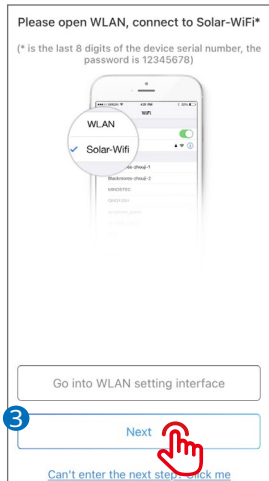 Please open WLAN, connect to Solar-WiFi*
(* is the last 8 digits of the device serial number, the
password is 12345678)
WiFi
WLAN
Solar-Wifi
Go into WLAN setting interface
3
Next
Can't enter the next step? Click me